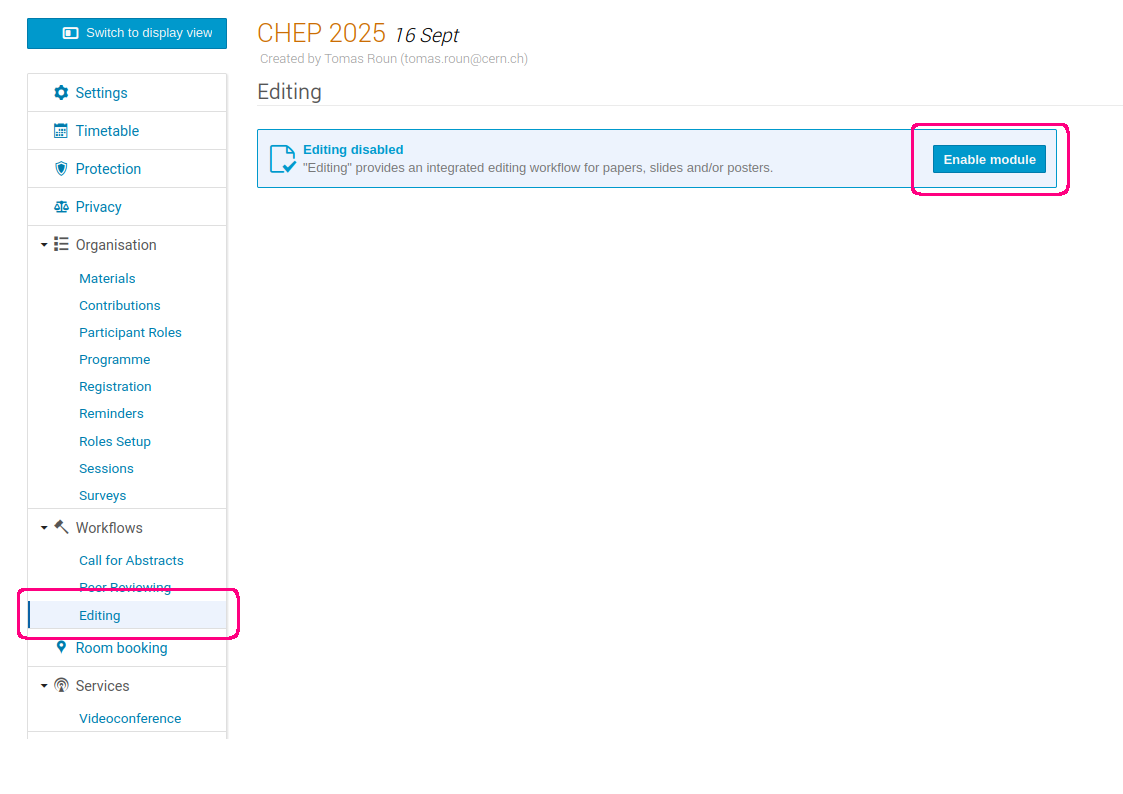 Switch to display view
CHEP 2025 16 Sept
Created by Tomas Roun (tomas.roun@cern.ch)
Editing
Editing disabled
"Editing" provides an integrated editing workflow for papers, slides and/or posters.
Enable module
Settings
Timetable
Protection
Privacy
Organisation
Materials
Contributions
Participant Roles
Programme
Registration
Reminders
Roles Setup
Sessions
Surveys
Workflows
Call for Abstracts
Peer Reviewing
Editing
Room booking
Services
Videoconference